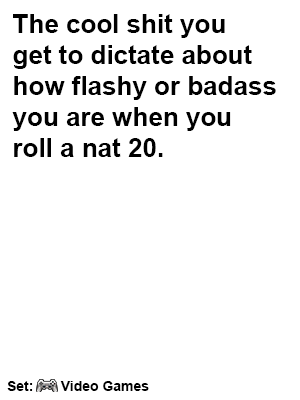 The cool shit you
get to dictate about
how flashy or badass
you are when you
roll a nat 20.
Set: 🎮 Video Games